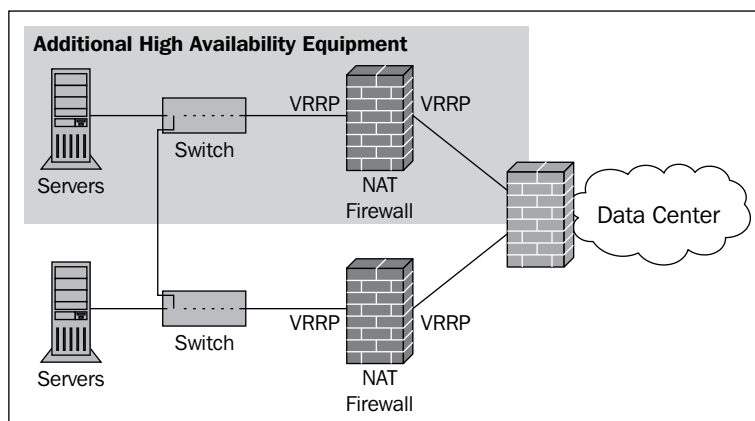 Additional High Availability Equipment
VRRP
VRRP
Switch
Servers
NAT
Firewall
Data Center
VRRP
VRRP
Switch
Servers
NAT
Firewall